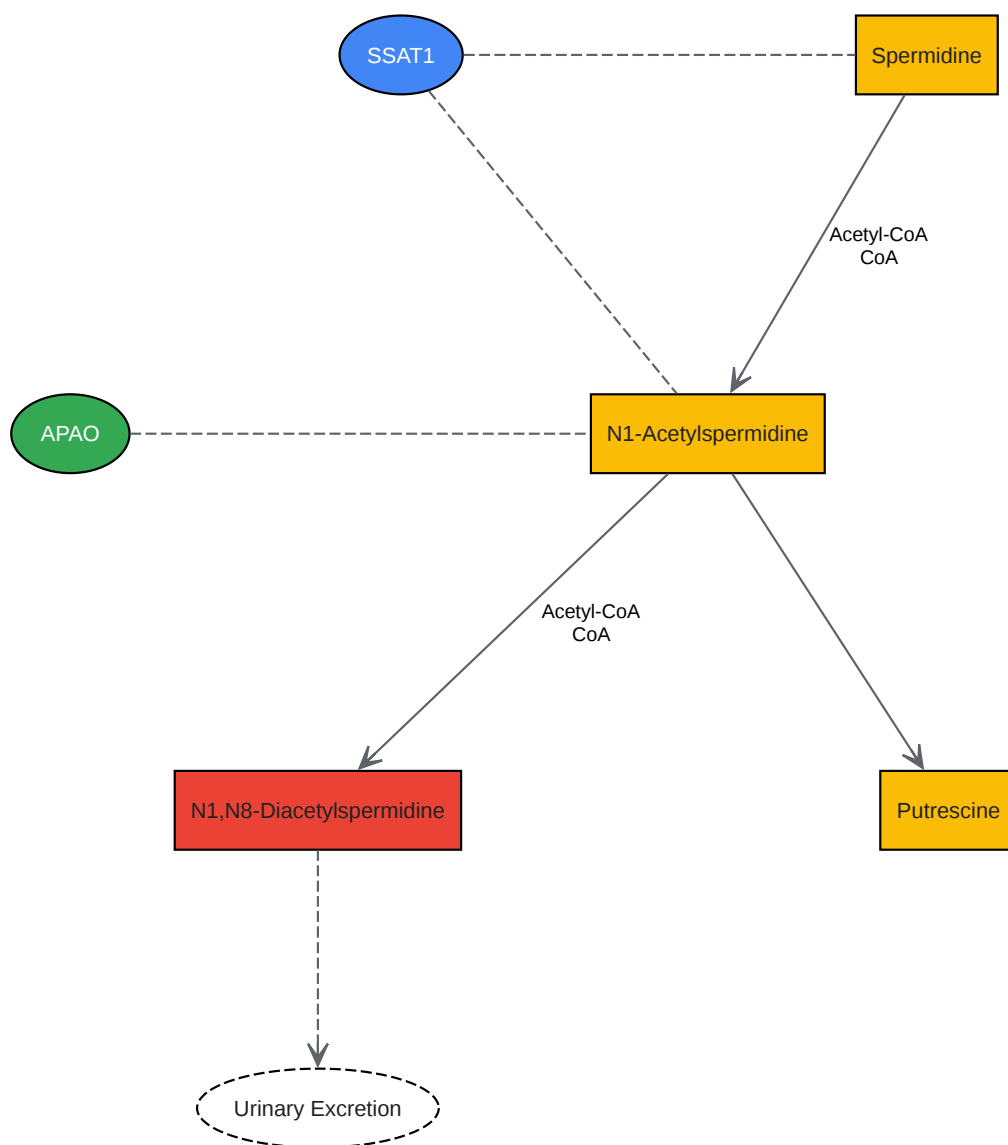 SSAT1
Spermidine
Acetyl-CoA
CoA
APAO
N1-Acetylspermidine
Acetyl-CoA
CoA
N1,N8-Diacetylspermidine
Putrescine
Urinary Excretion